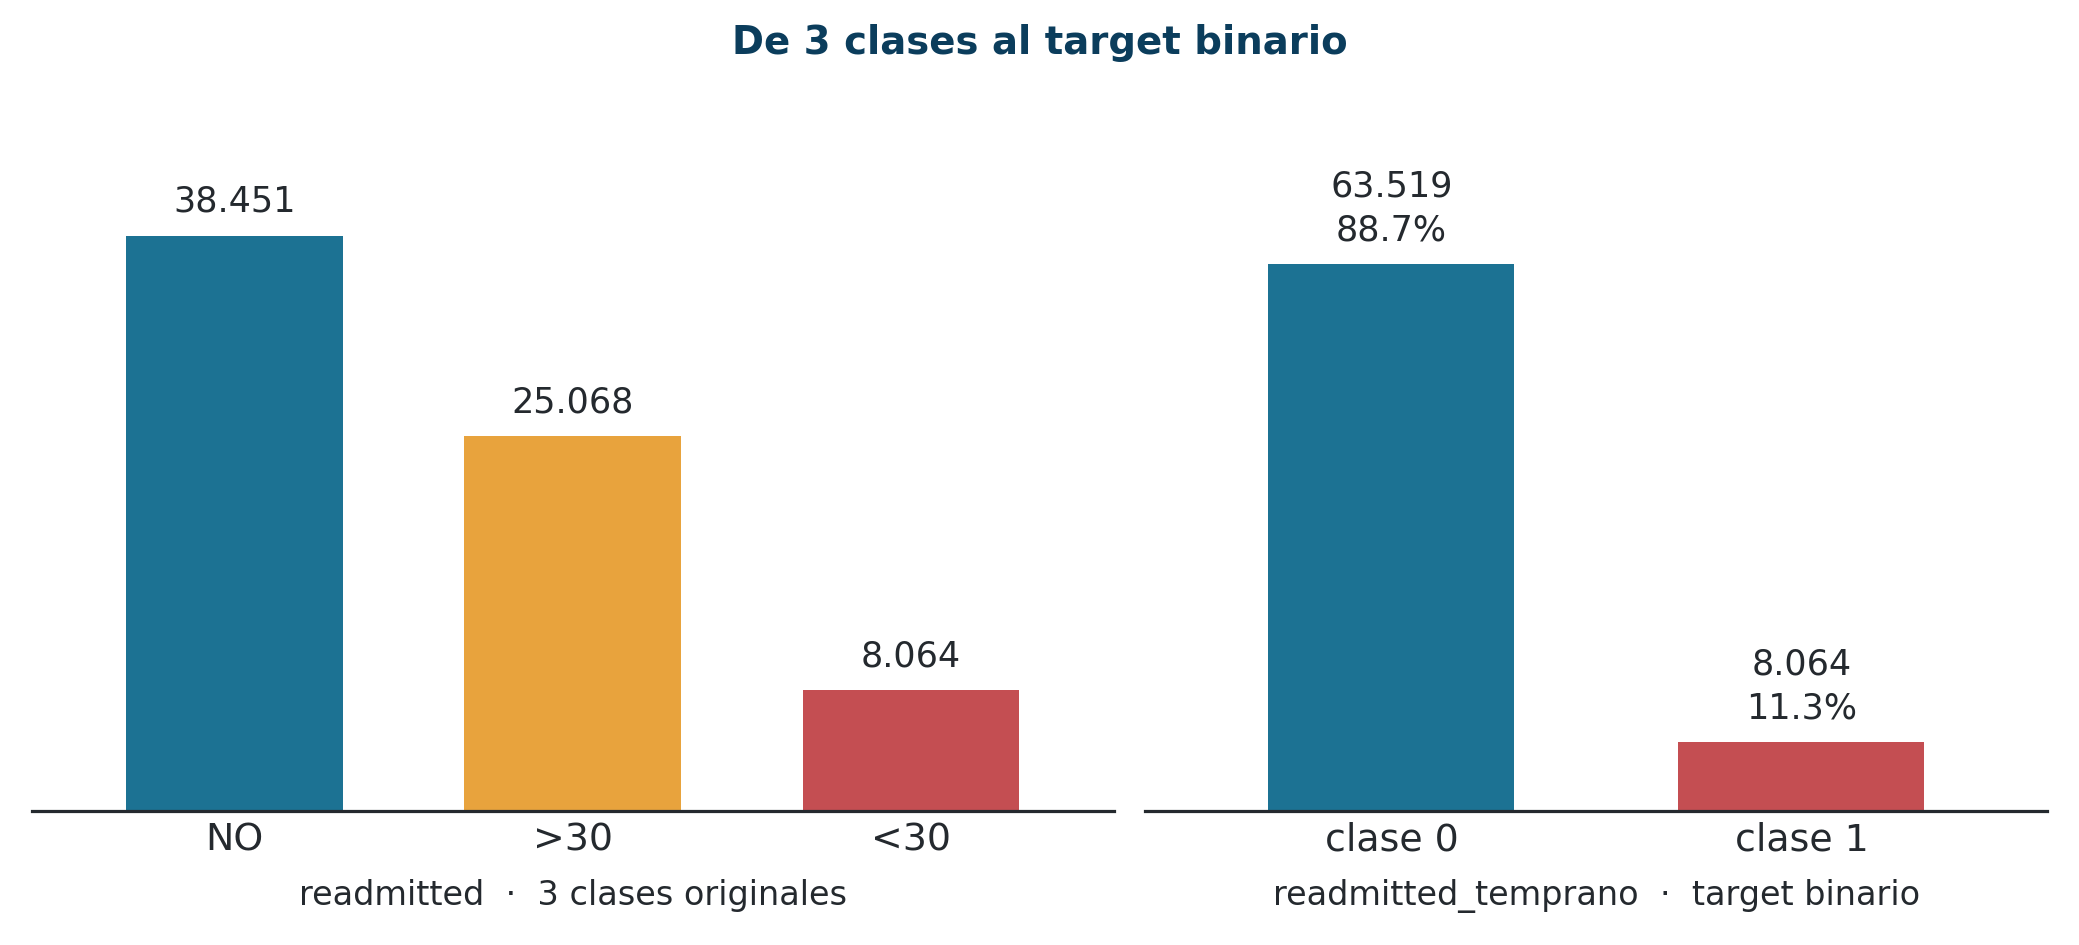 De 3 clases al target binario
38.451
25.068
8.064
NO
>30
<30
readmitted · 3 clases originales
63.519
88.7%
8.064
11.3%
clase 0
clase 1
readmitted_temprano · target binario